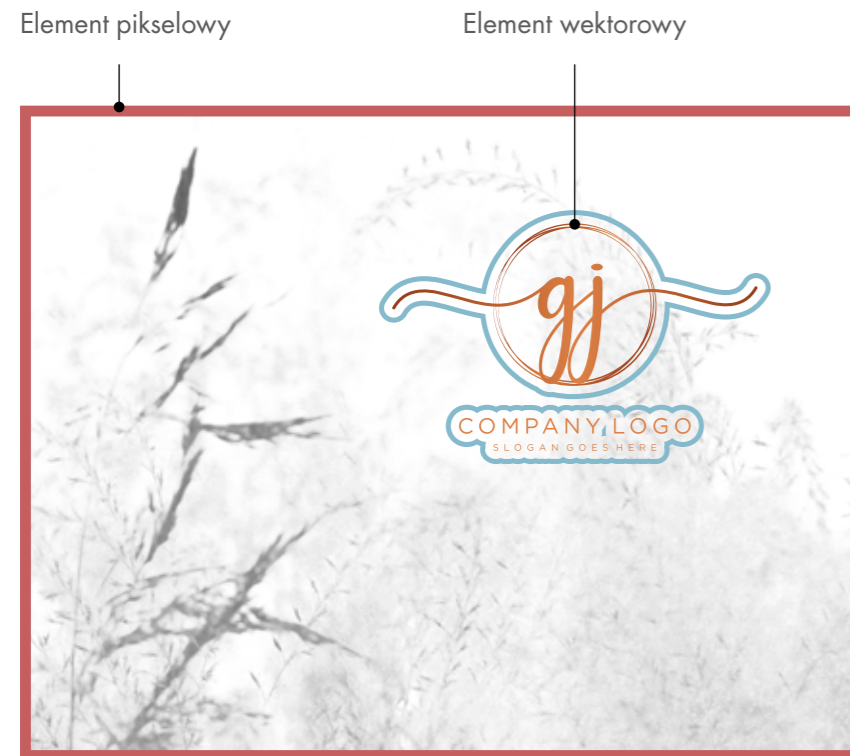 Element pikselowy
Element wektorowy
gj
COMPANY LOGO
SLOGAN GOES HERE